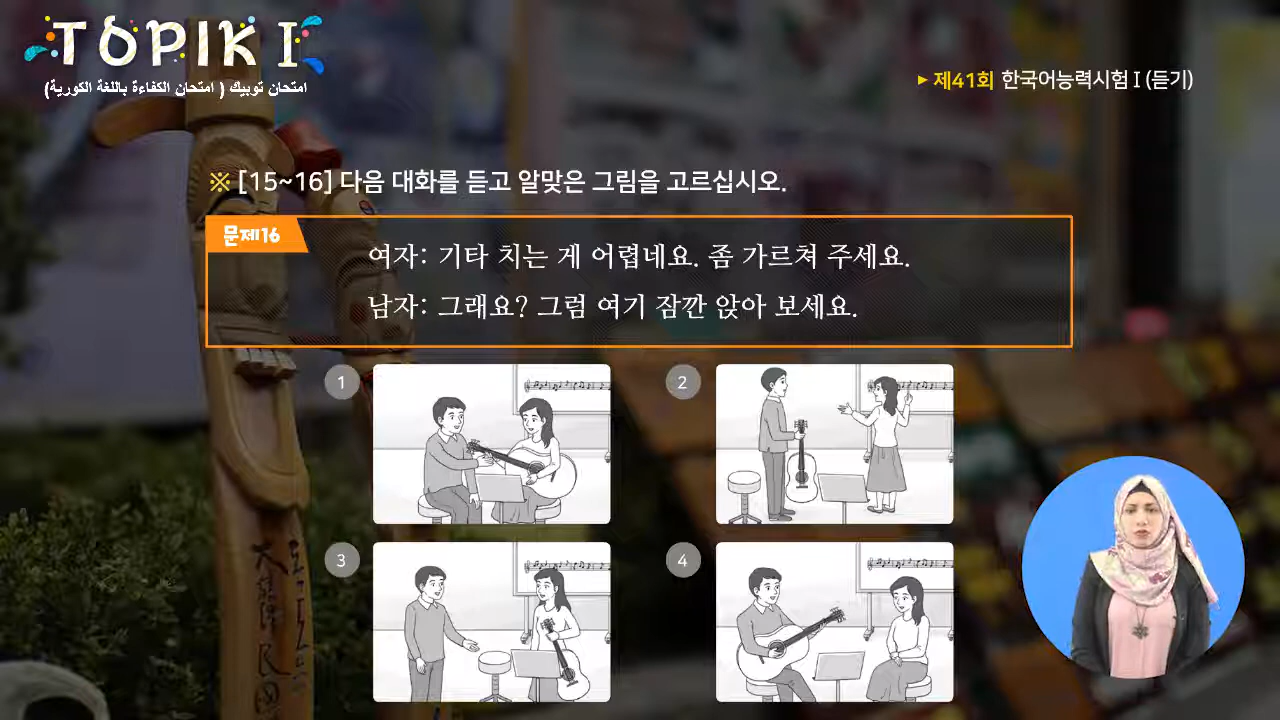 TOPIK I
امتحان توبيك ( امتحان الكفاءة باللغة الكورية)
▸ 제41회 한국어능력시험 I (듣기)
※ [15~16] 다음 대화를 듣고 알맞은 그림을 고르십시오.
문제16
여자: 기타 치는 게 어렵네요. 좀 가르쳐 주세요.
남자: 그래요? 그럼 여기 잠깐 앉아 보세요.
1
2
3
4